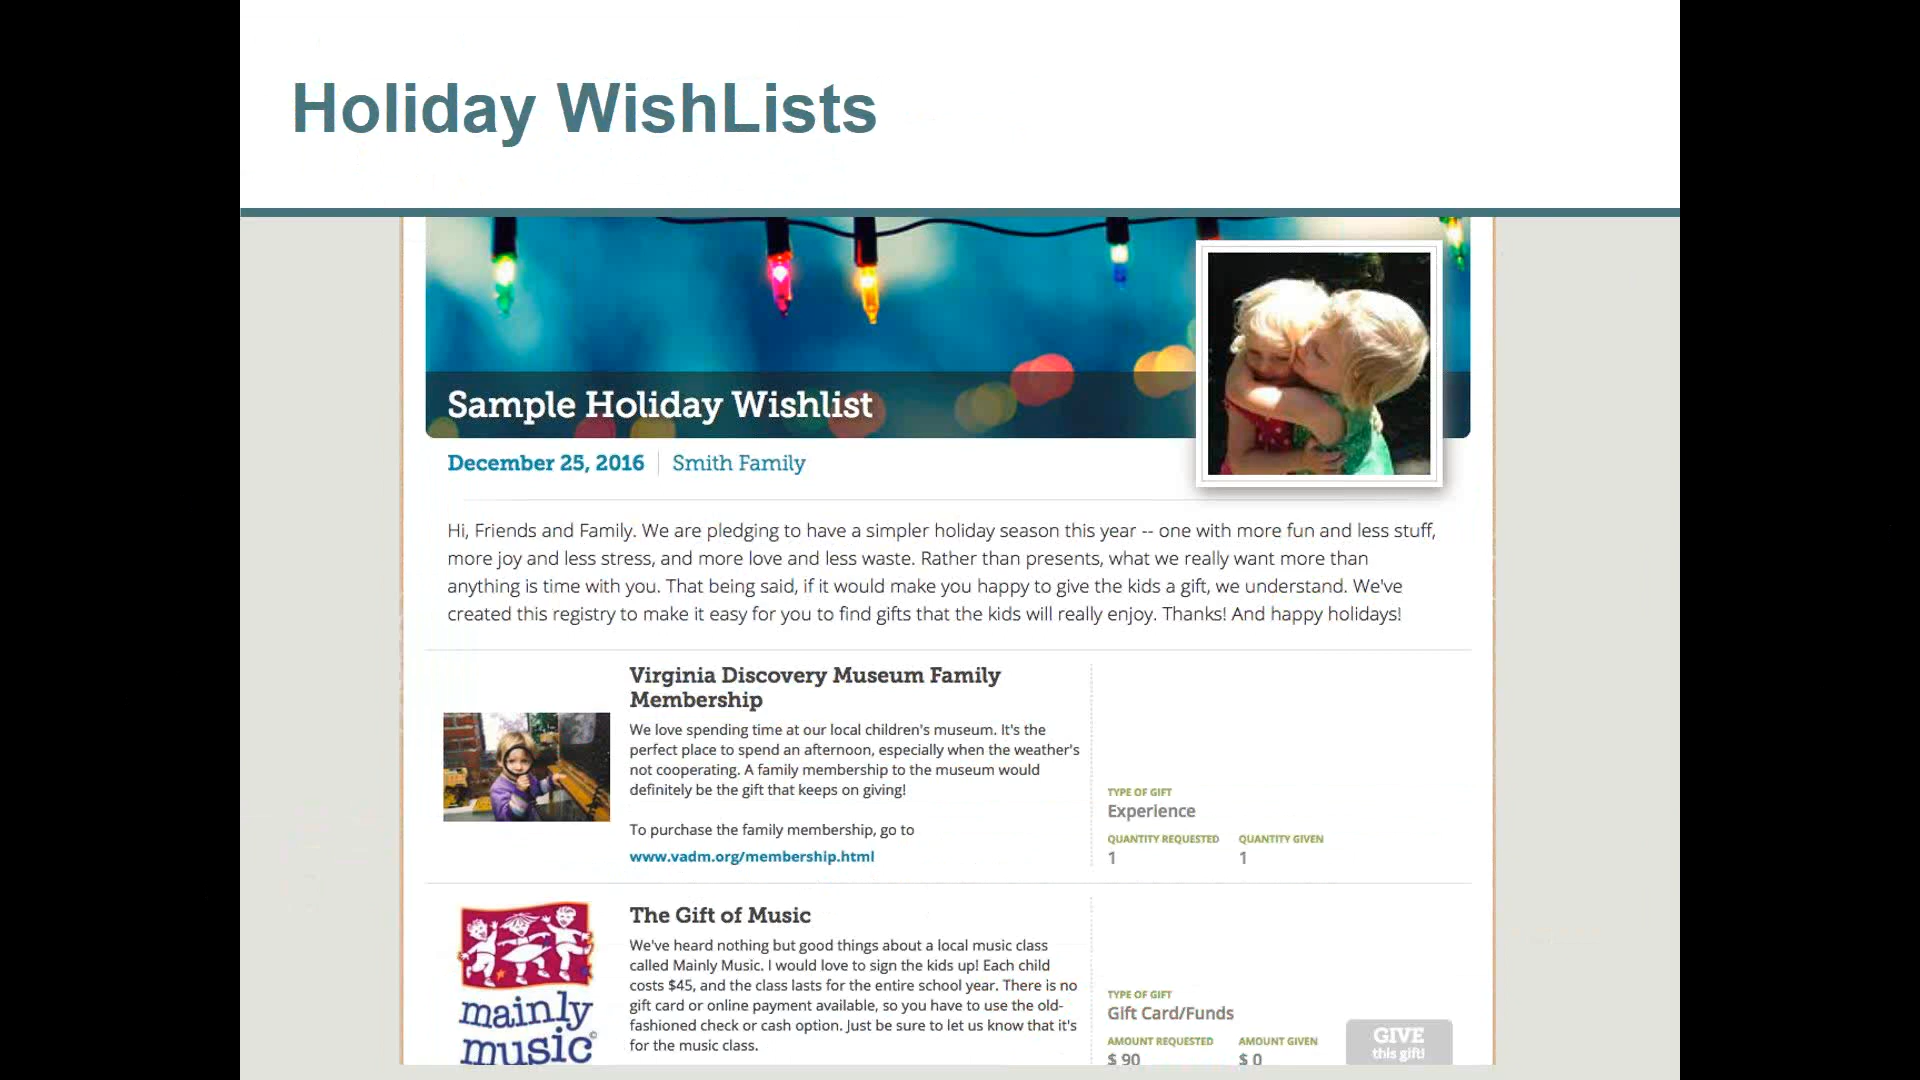 Holiday WishLists
Sample Holiday Wishlist
December 25, 2016 Smith Family
Hi, Friends and Family. We are pledging to have a simpler holiday season this year -- one with more fun and less stuff,
more joy and less stress, and more love and less waste. Rather than presents, what we really want more than
anything is time with you. That being said, if it would make you happy to give the kids a gift, we understand. We've
created this registry to make it easy for you to find gifts that the kids will really enjoy. Thanks! And happy holidays!
Virginia Discovery Museum Family
Membership
We love spending time at our local children's museum. It's the
perfect place to spend an afternoon, especially when the weather's
not cooperating. A family membership to the museum would
definitely be the gift that keeps on giving!
To purchase the family membership, go to
www.vadm.org/membership.html
TYPE OF GIFT
Experience
QUANTITY REQUESTED QUANTITY GIVEN
1 1
mainly
music©
The Gift of Music
We've heard nothing but good things about a local music class
called Mainly Music. I would love to sign the kids up! Each child
costs $45, and the class lasts for the entire school year. There is no
gift card or online payment available, so you have to use the old-
fashioned check or cash option. Just be sure to let us know that it's
for the music class.
TYPE OF GIFT
Gift Card/Funds
AMOUNT REQUESTED AMOUNT GIVEN
$ 90 $ 0
GIVE
this gift!